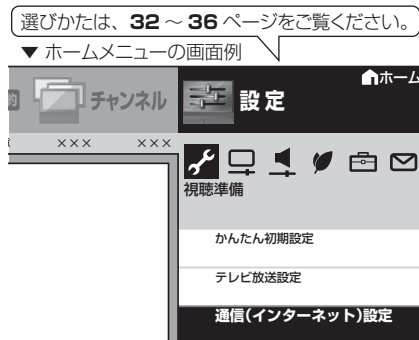 選びかたは、32～36ページをご覧ください。
▼ ホームメニューの画面例
ホーム
チャンネル
設定
××× ×××
視聴準備
かんたん初期設定
テレビ放送設定
通信(インターネット)設定